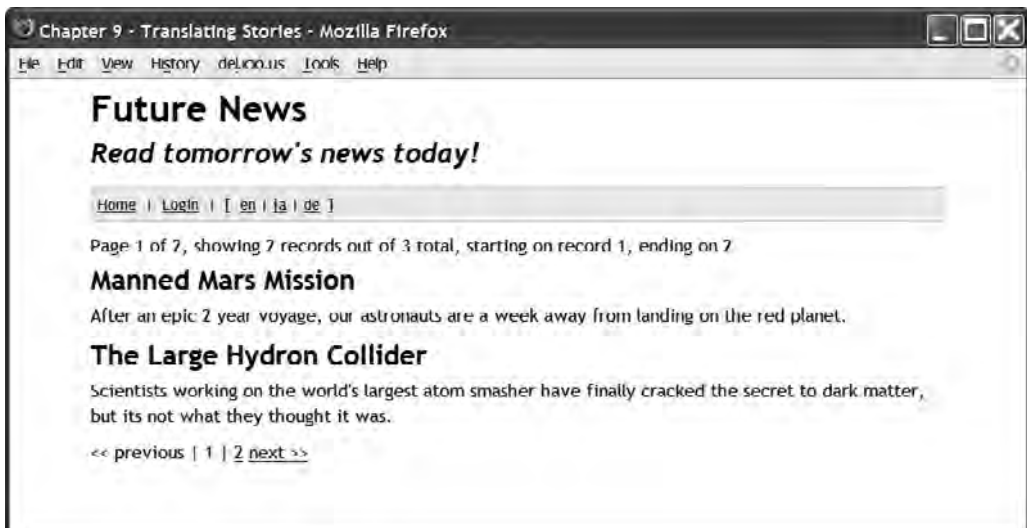 Chapter 9 - Translating Stories - Mozilla Firefox
File Edit View History del.icio.us Tools Help
Future News
Read tomorrow's news today!
Home | Login | [ en | ja | de ]
Page 1 of 2, showing 2 records out of 3 total, starting on record 1, ending on 2
Manned Mars Mission
After an epic 2 year voyage, our astronauts are a week away from landing on the red planet.
The Large Hydron Collider
Scientists working on the world's largest atom smasher have finally cracked the secret to dark matter,
but its not what they thought it was.
<< previous | 1 | 2 next >>